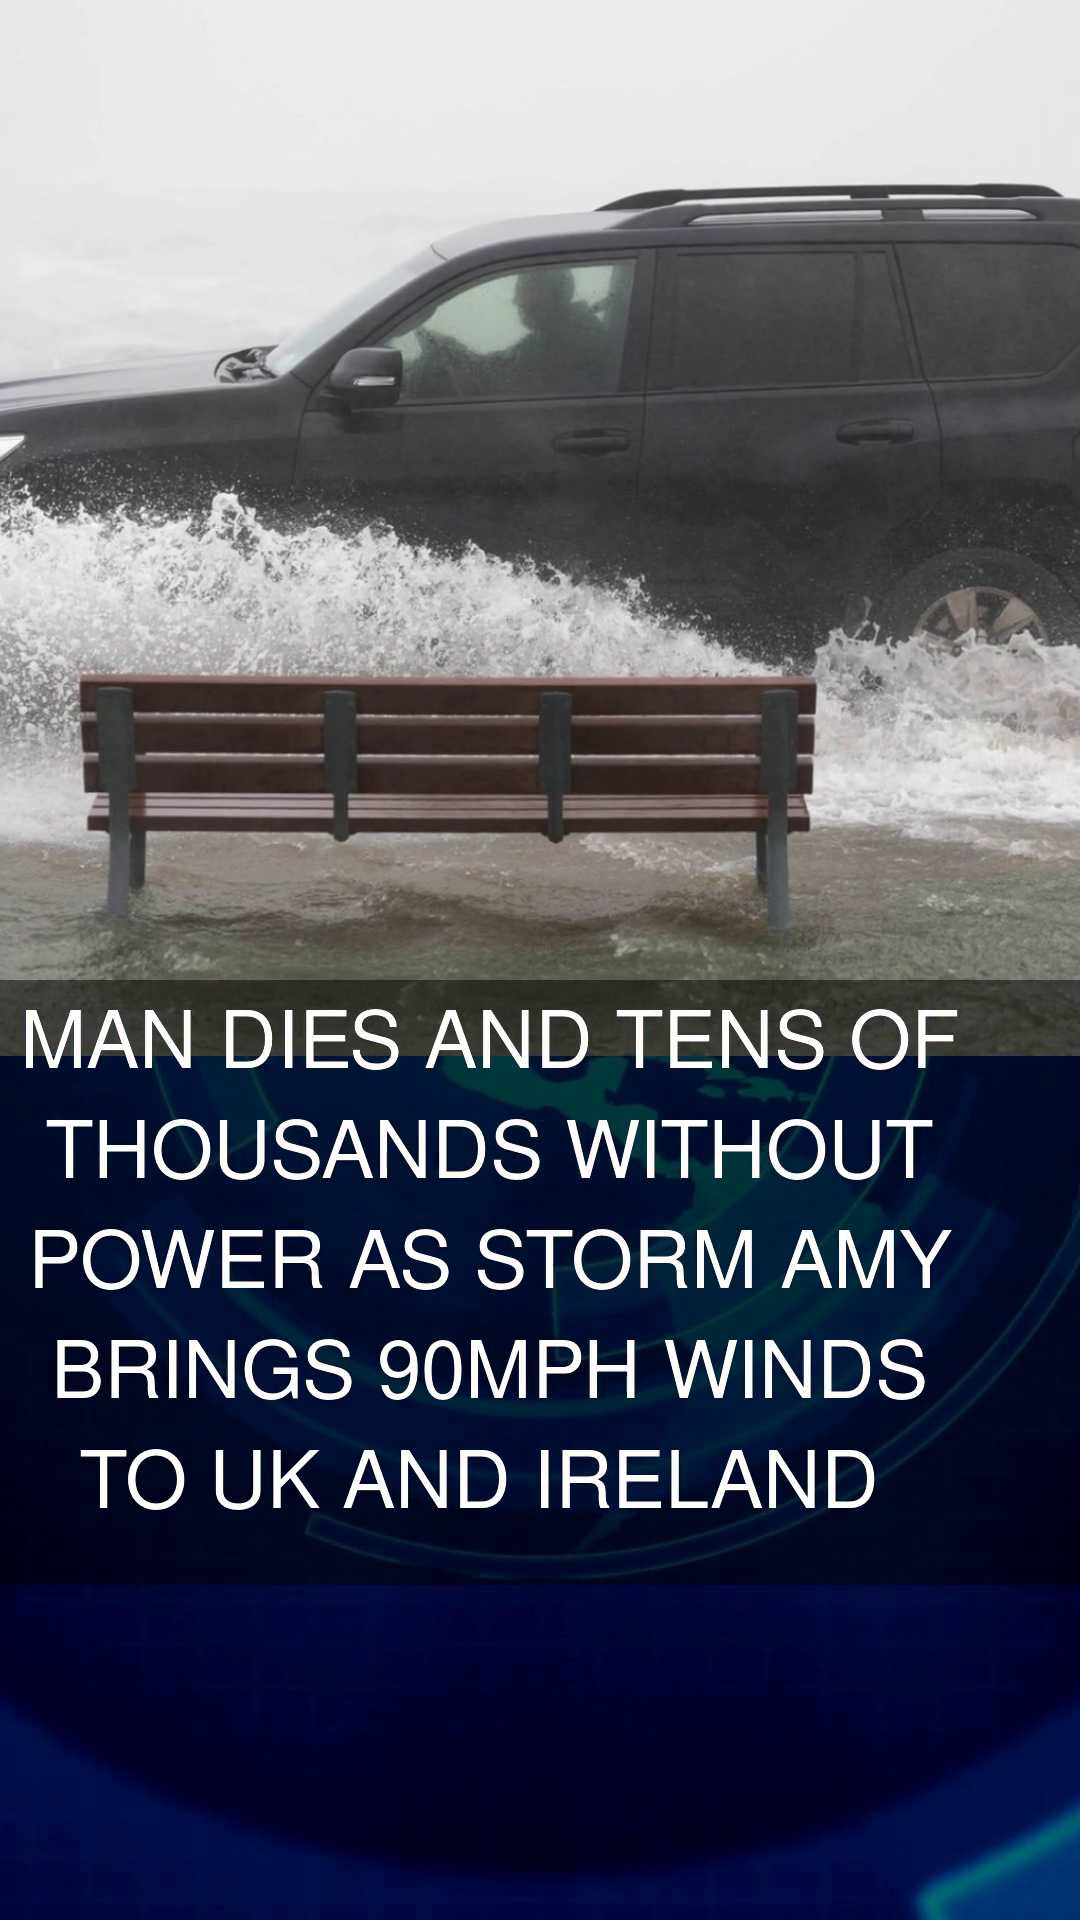 MAN DIES AND TENS OF
THOUSANDS WITHOUT
POWER AS STORM AMY
BRINGS 90MPH WINDS
TO UK AND IRELAND